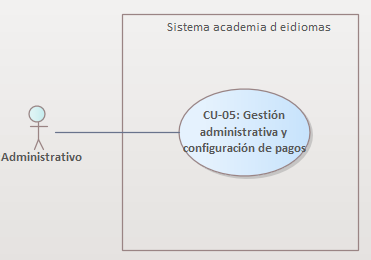 Sistema academia d eidiomas
CU-05: Gestión
administrativa y
configuración de pagos
Administrativo